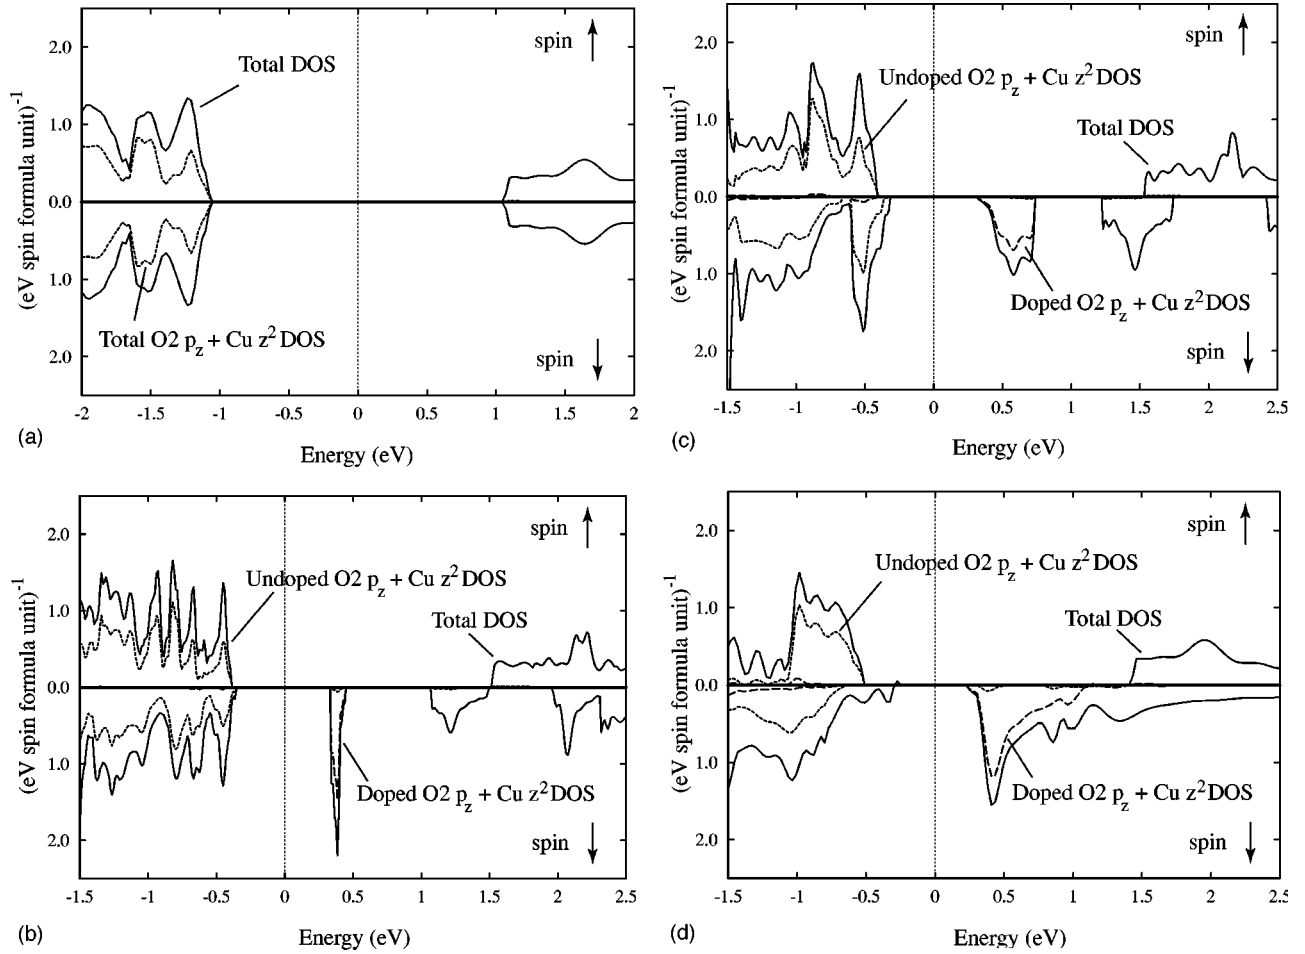 spin ↑
2.0
Total DOS
1.0
0.0
1.0
2.0
(eV spin formula unit)⁻¹
Total O2 p_z + Cu z² DOS
spin ↓
-2 -1.5 -1 -0.5 0 0.5 1 1.5 2
(a)
Energy (eV)
spin ↑
2.0
Undoped O2 p_z + Cu z² DOS
Total DOS
1.0
0.0
1.0
2.0
(eV spin formula unit)⁻¹
Doped O2 p_z + Cu z² DOS
spin ↓
-1.5 -1 -0.5 0 0.5 1 1.5 2 2.5
(c)
Energy (eV)
spin ↑
2.0
Undoped O2 p_z + Cu z² DOS
Total DOS
1.0
0.0
1.0
2.0
(eV spin formula unit)⁻¹
Doped O2 p_z + Cu z² DOS
spin ↓
-1.5 -1 -0.5 0 0.5 1 1.5 2 2.5
(b)
Energy (eV)
spin ↑
2.0
Undoped O2 p_z + Cu z² DOS
Total DOS
1.0
0.0
1.0
2.0
(eV spin formula unit)⁻¹
Doped O2 p_z + Cu z² DOS
spin ↓
-1.5 -1 -0.5 0 0.5 1 1.5 2 2.5
(d)
Energy (eV)